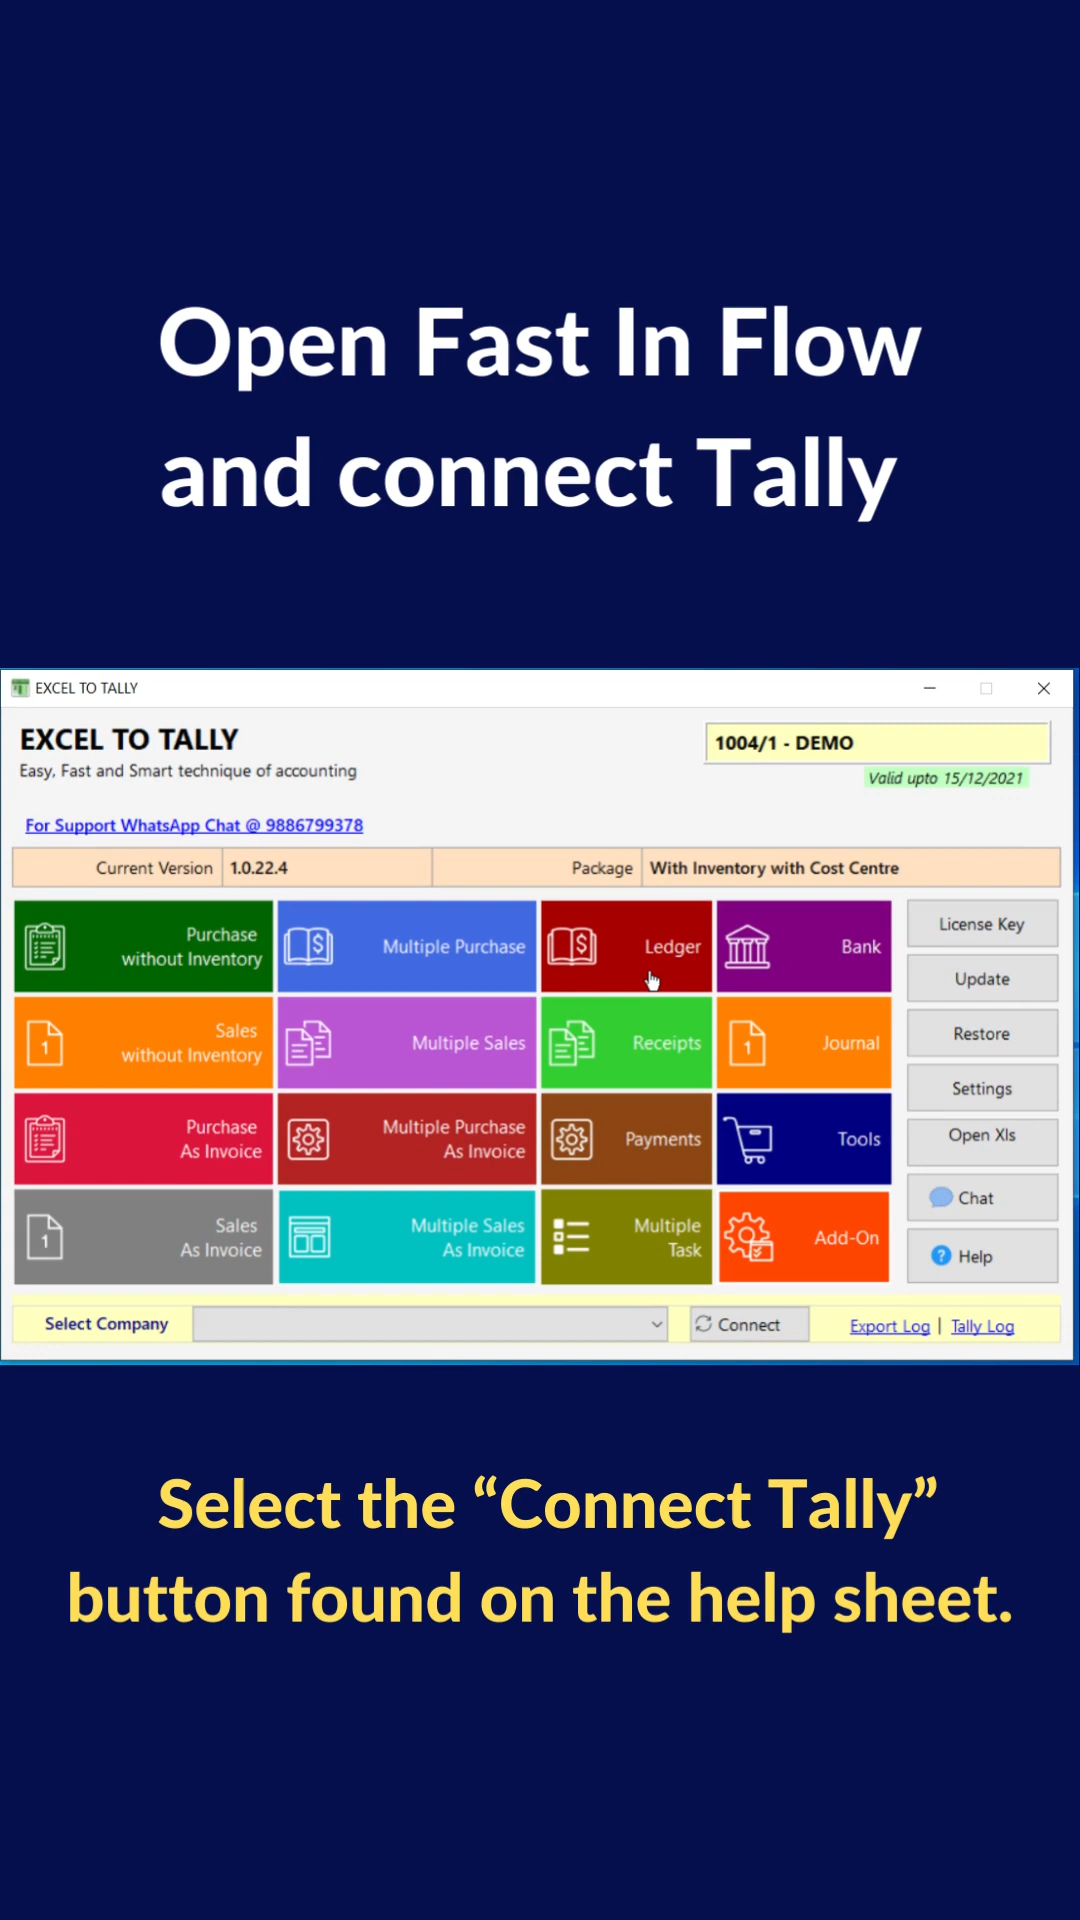 Open Fast In Flow
and connect Tally
EXCEL TO TALLY
EXCEL TO TALLY
1004/1 - DEMO
Easy, Fast and Smart technique of accounting
Valid upto 15/12/2021
For Support WhatsApp Chat @ 9886799378
Current Version 1.0.22.4 Package With Inventory with Cost Centre
Purchase
without Inventory
Multiple Purchase
Ledger
Bank
License Key
Update
Sales
without Inventory
Multiple Sales
Receipts
1
1
Journal
Restore
Settings
Purchase
As Invoice
Multiple Purchase
As Invoice
Payments
Tools
Open Xls
Chat
1
Sales
As Invoice
Multiple Sales
As Invoice
Multiple
Task
Add-On
? Help
Select Company
Connect
Export Log | Tally Log
Select the “Connect Tally”
button found on the help sheet.